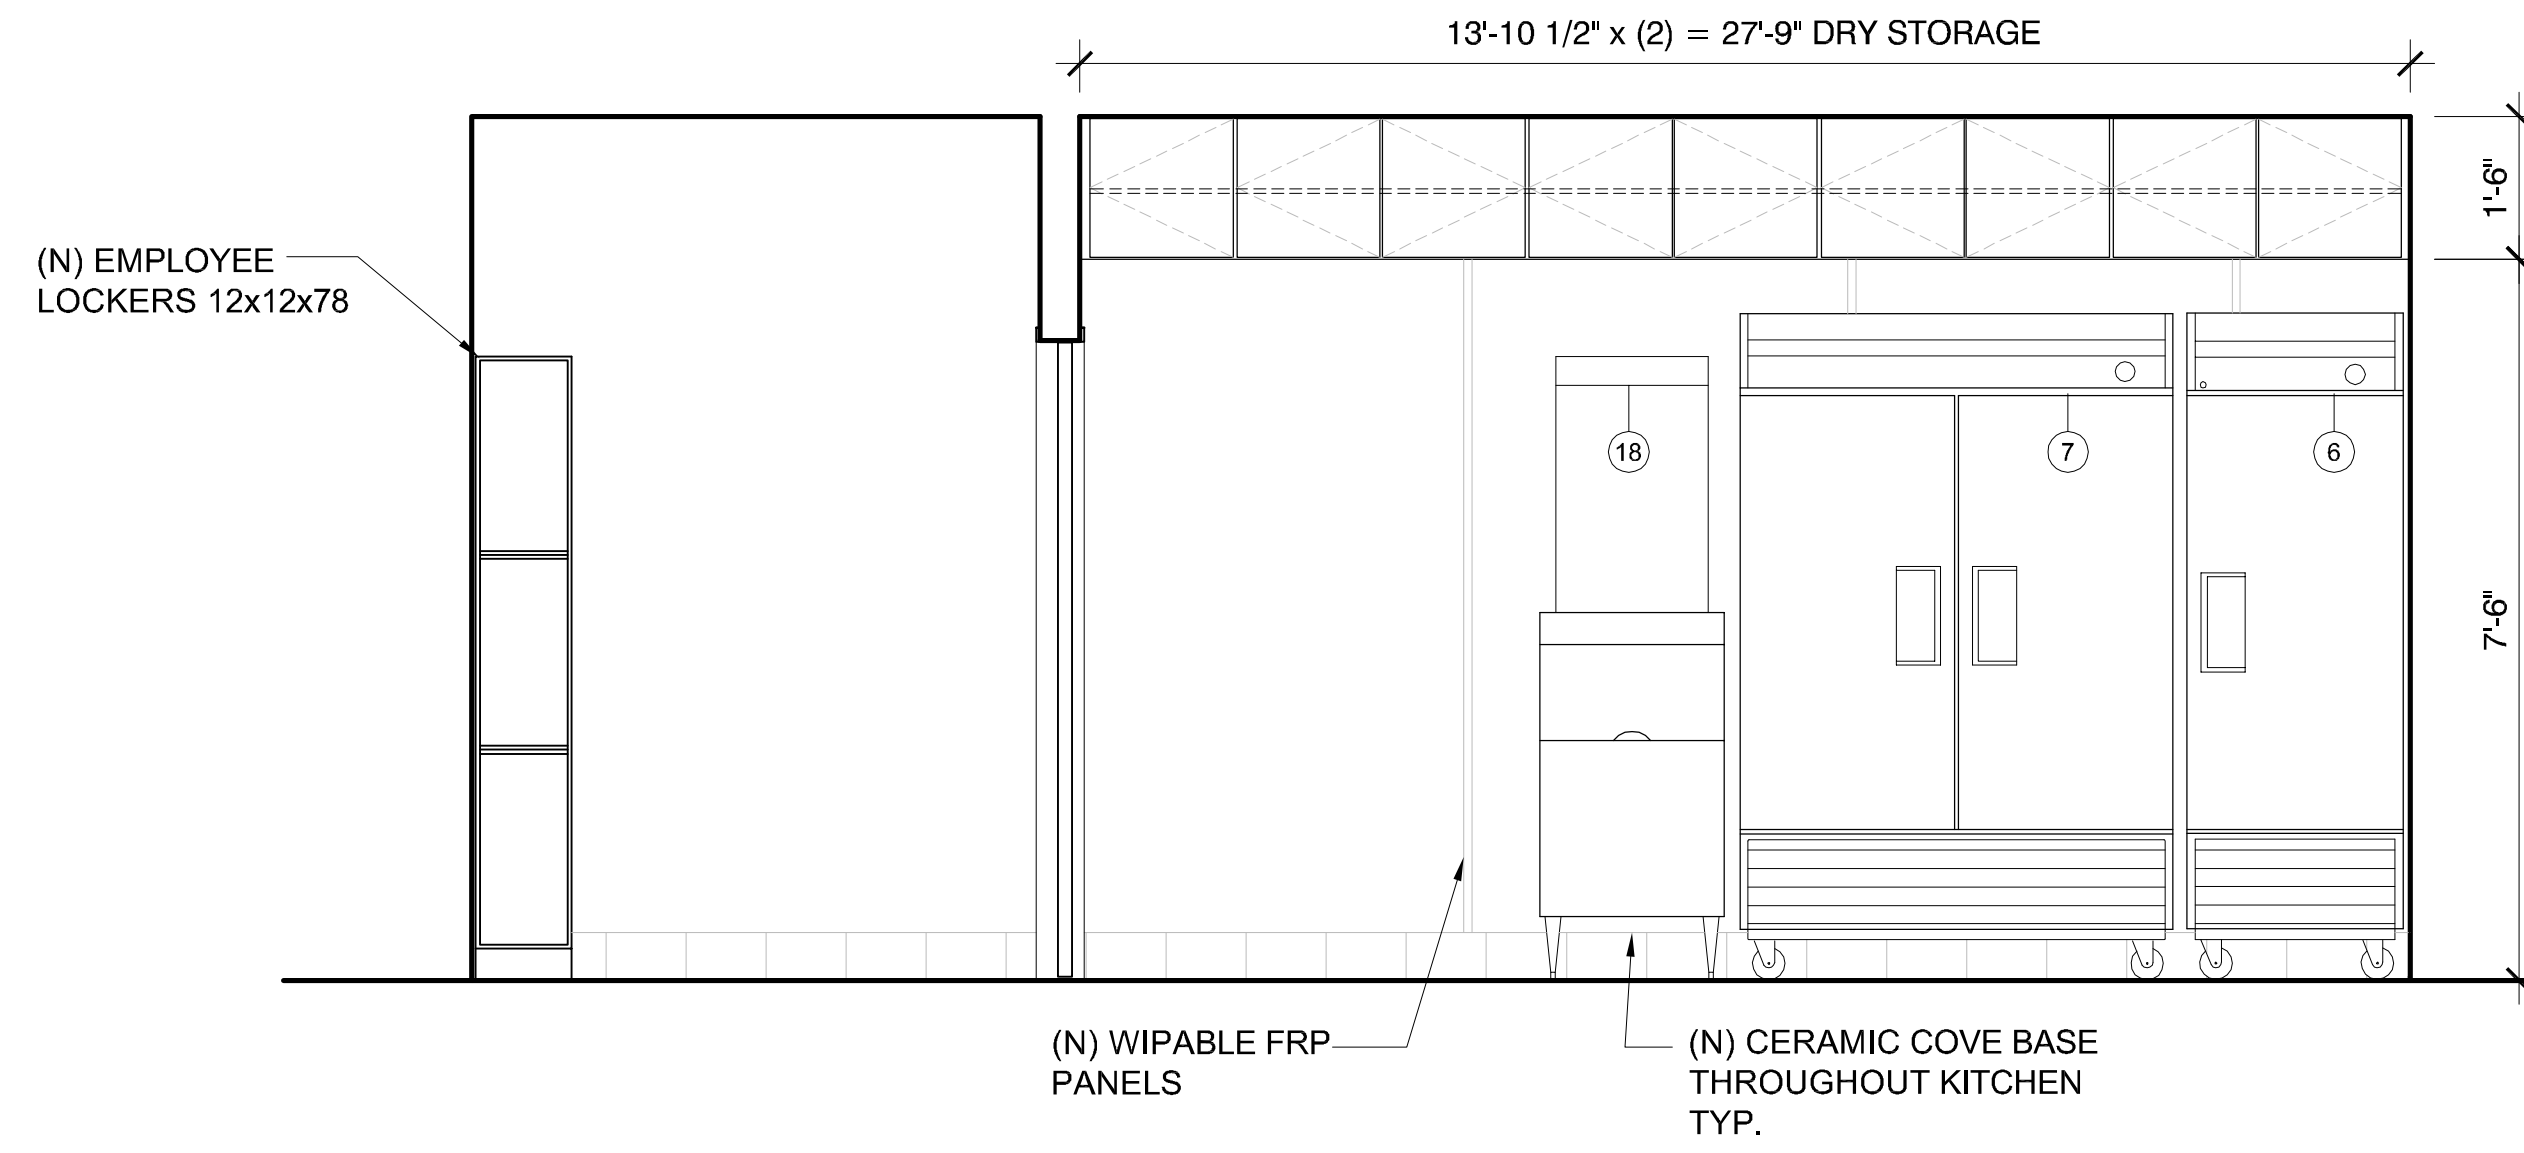 13'-10 1/2" x (2) = 27'-9" DRY STORAGE
1'-6"
(N) EMPLOYEE
LOCKERS 12x12x78
18
7
6
7'-6"
(N) WIPABLE FRP
PANELS
(N) CERAMIC COVE BASE
THROUGHOUT KITCHEN
TYP.